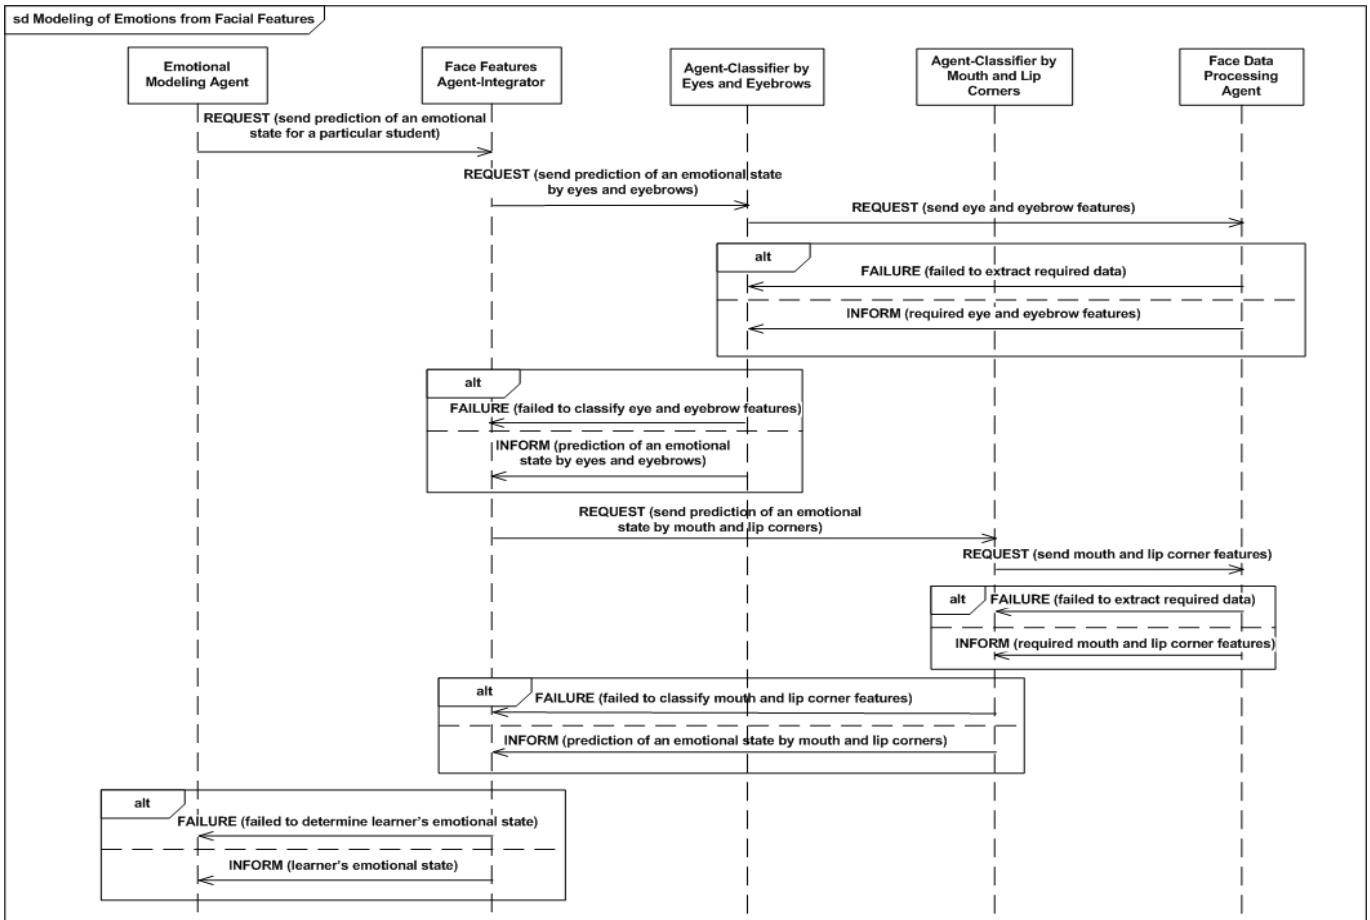 sd Modeling of Emotions from Facial Features
Emotional
Modeling Agent
Face Features
Agent-Integrator
Agent-Classifier by
Eyes and Eyebrows
Agent-Classifier by
Mouth and Lip
Corners
Face Data
Processing
Agent
REQUEST (send prediction of an emotional
state for a particular student)
REQUEST (send prediction of an emotional state
by eyes and eyebrows)
REQUEST (send eye and eyebrow features)
alt
FAILURE (failed to extract required data)
INFORM (required eye and eyebrow features)
alt
FAILURE (failed to classify eye and eyebrow features)
INFORM (prediction of an emotional
state by eyes and eyebrows)
REQUEST (send prediction of an emotional
state by mouth and lip corners)
REQUEST (send mouth and lip corner features)
alt
FAILURE (failed to extract required data)
INFORM (required mouth and lip corner features)
alt
FAILURE (failed to classify mouth and lip corner features)
INFORM (prediction of an emotional state by mouth and lip corners)
alt
FAILURE (failed to determine learner's emotional state)
INFORM (learner's emotional state)